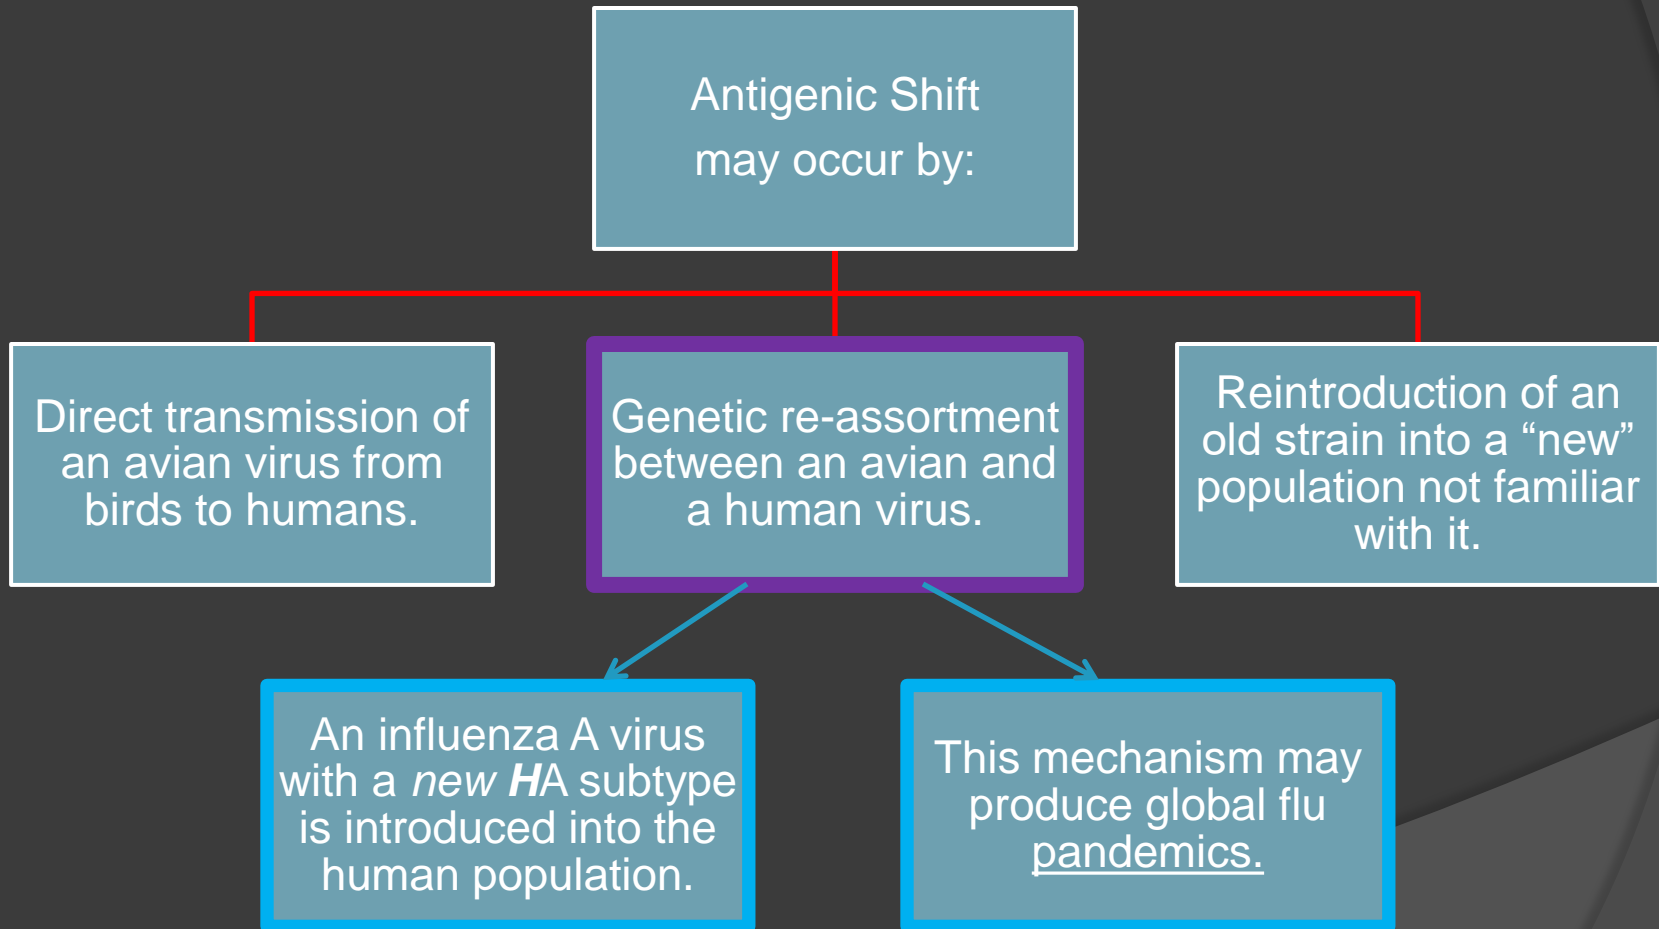 Antigenic Shift
may occur by:
Direct transmission of
an avian virus from
birds to humans.
Genetic re-assortment
between an avian and
a human virus.
Reintroduction of an
old strain into a “new”
population not familiar
with it.
An influenza A virus
with a new HA subtype
is introduced into the
human population.
This mechanism may
produce global flu
pandemics.